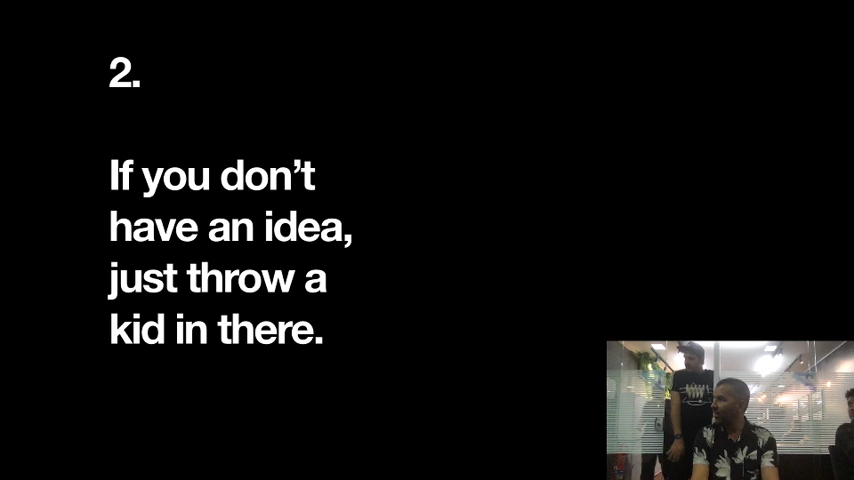 2.
If you don’t
have an idea,
just throw a
kid in there.